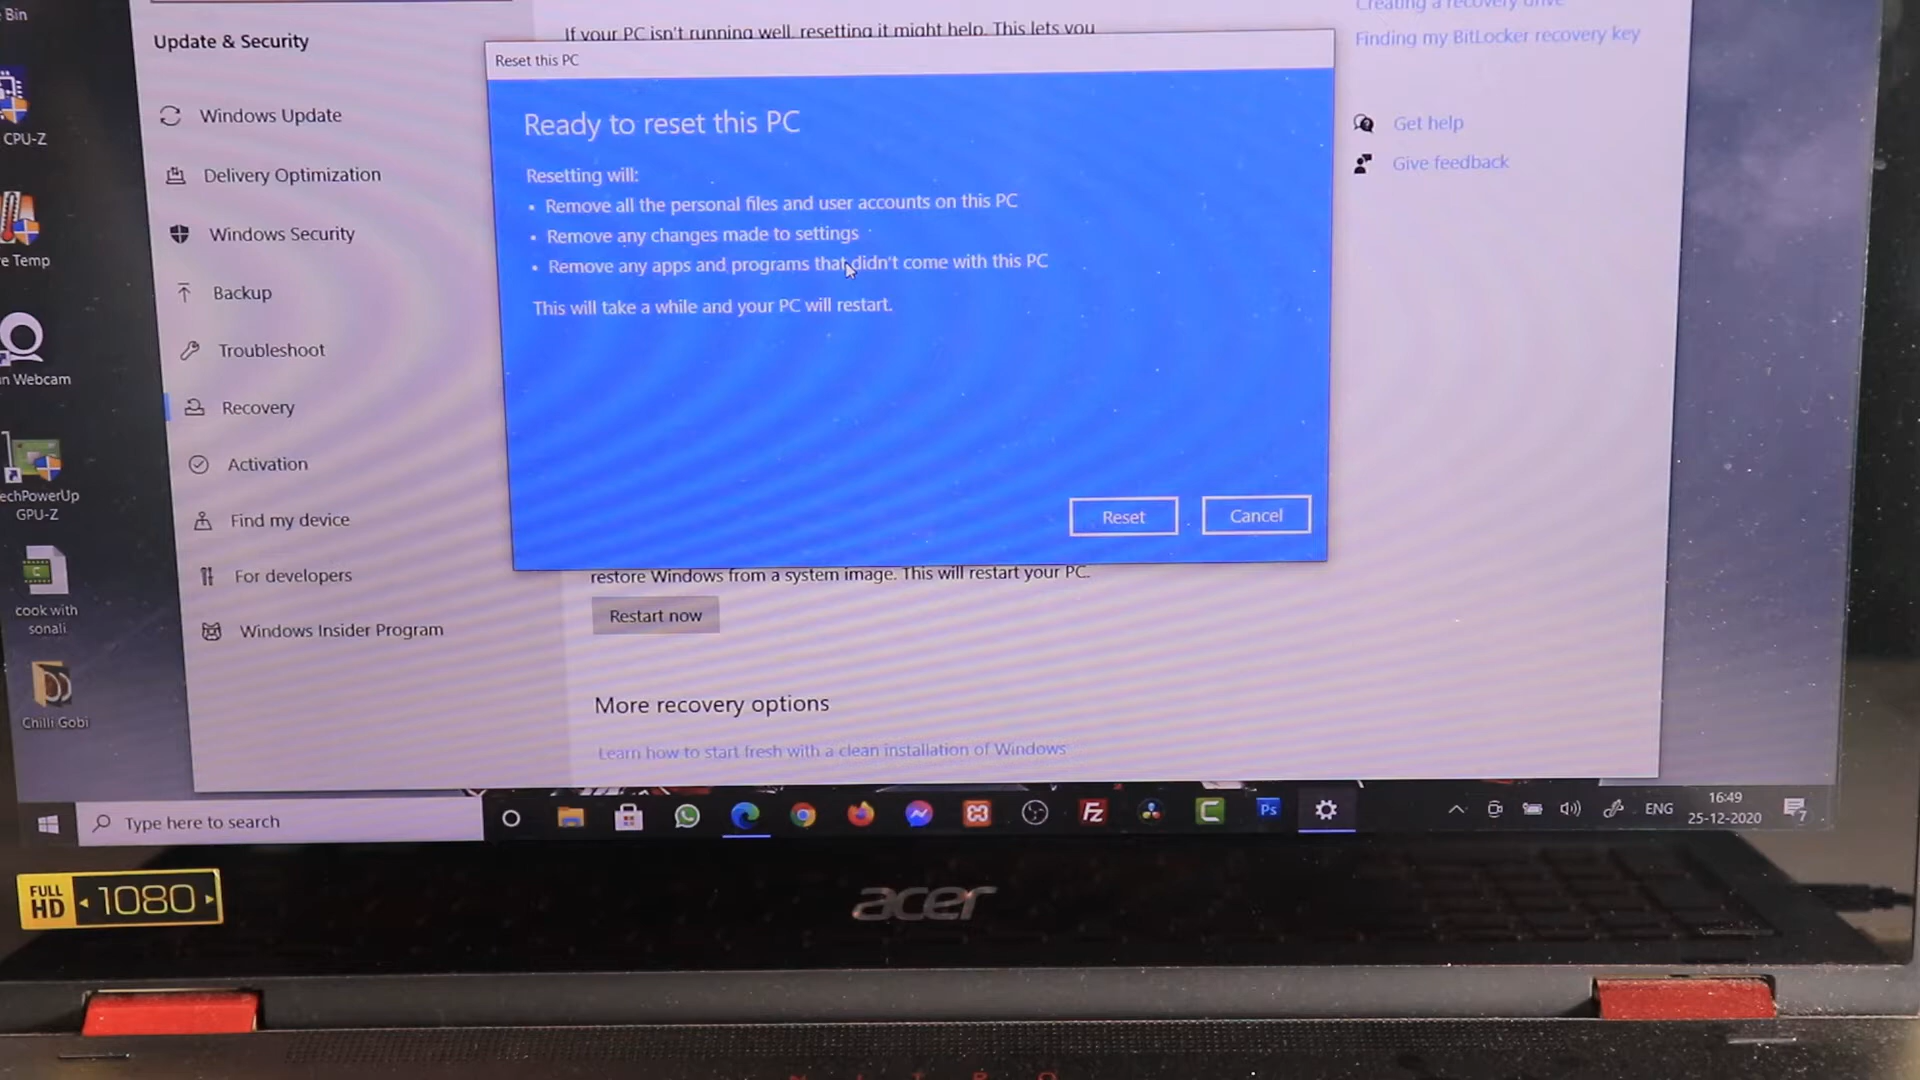 Bin
Update & Security
If your PC isn't running well, resetting it might help. This lets you
Creating a recovery drive
Finding my BitLocker recovery key
Reset this PC
Ready to reset this PC
Resetting will:
• Remove all the personal files and user accounts on this PC
• Remove any changes made to settings
• Remove any apps and programs that didn't come with this PC
This will take a while and your PC will restart.
Reset
Cancel
Windows Update
Delivery Optimization
Windows Security
Backup
Troubleshoot
Recovery
Activation
Find my device
For developers
Windows Insider Program
Get help
Give feedback
CPU-Z
e Temp
n Webcam
echPowerUp
GPU-Z
cook with
sonali
Chilli Gobi
restore Windows from a system image. This will restart your PC.
Restart now
More recovery options
Learn how to start fresh with a clean installation of Windows
Type here to search
Fz
C
Ps
ENG
16:49
25-12-2020
7
FULL
HD
1080
acer